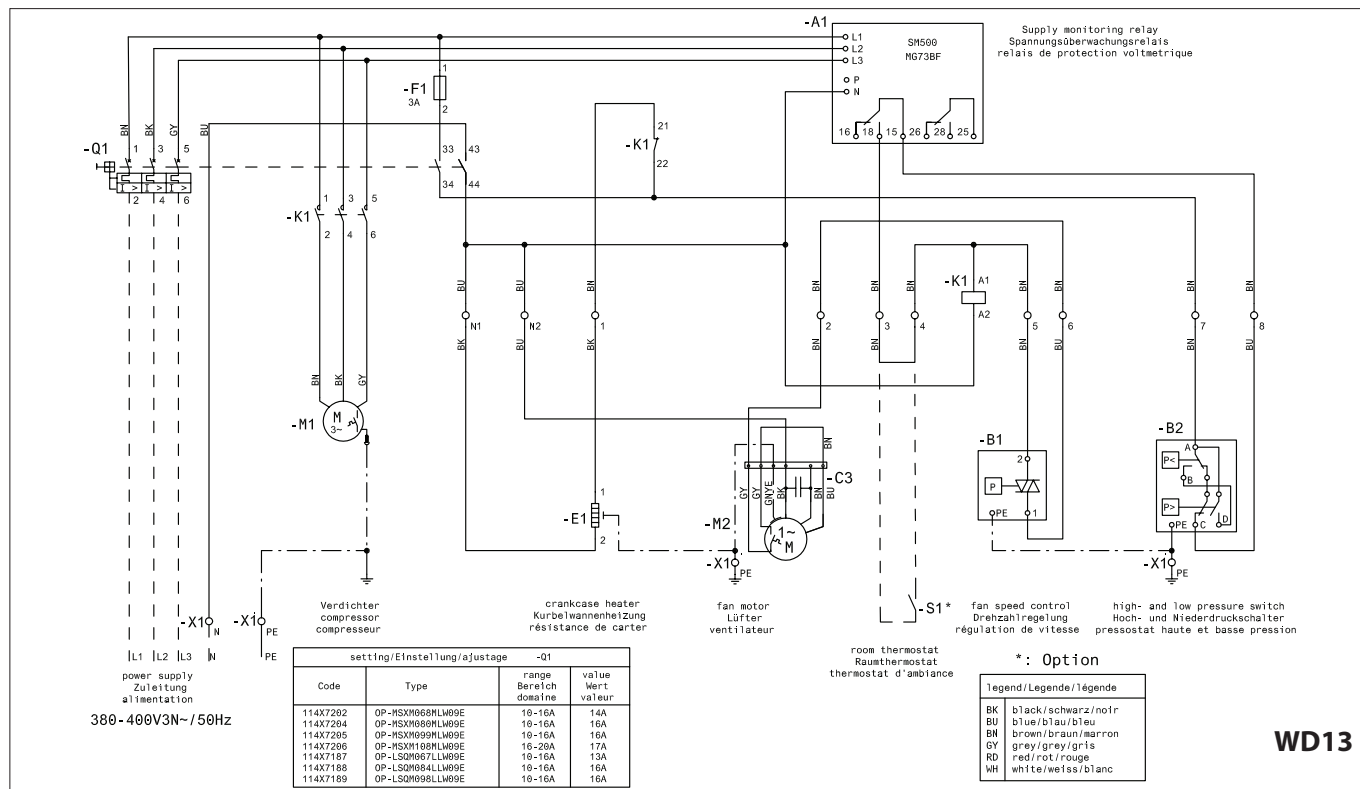 -A1
L1
L2
L3
P
N
SM500
MG73BF
16 18 15 26 28 25
Supply monitoring relay
Spannungsüberwachungsrelais
relais de protection voltmetrique
-F1
3A
1
2
BN
BK
GY
BU
-Q1
1 3 5
I > I > I >
2 4 6
33 43
34 44
21
-K1
22
-K1
1 3 5
2 4 6
BU
BU
BN
BN
BN
BN
BN
BN
BN
BN
-K1
A1
A2
N1
N2
1
2
3
4
5
6
7
8
BK
BU
BK
BN
BN
BN
BU
BN
BU
BN
BK
GY
-M1
M
3~
-E1
1
2
GY
GY
GNYE
BK
BN
BU
BN
-C3
-M2
1~
M
-X1
PE
-S1*
-B1
2
P
PE
1
-B2
A
P<
B
P>
PE
C
D
-X1
PE
-X1
N
-X1
PE
L1 L2 L3 N PE
power supply
Zuleitung
alimentation
380-400V3N~/50Hz
Verdichter
compressor
compresseur
crankcase heater
Kurbelwannenheizung
résistance de carter
fan motor
Lüfter
ventilateur
room thermostat
Raumthermostat
thermostat d'ambiance
fan speed control
Drehzahlregelung
régulation de vitesse
high- and low pressure switch
Hoch- und Niederdruckschalter
pressostat haute et basse pression
*: Option
setting/Einstellung/ajustage -Q1
Code Type range Bereich domaine value Wert valeur
114X7202 OP-MSXM068MLW09E 10-16A 14A
114X7204 OP-MSXM080MLW09E 10-16A 16A
114X7205 OP-MSXM099MLW09E 10-16A 16A
114X7206 OP-MSXM108MLW09E 16-20A 17A
114X7187 OP-LSQM067LLW09E 10-16A 13A
114X7188 OP-LSQM084LLW09E 10-16A 16A
114X7189 OP-LSQM098LLW09E 10-16A 16A
legend/Legende/légende
BK black/schwarz/noir
BU blue/blau/bleu
BN brown/braun/marron
GY grey/grey/gris
RD red/rot/rouge
WH white/weiss/blanc
WD13